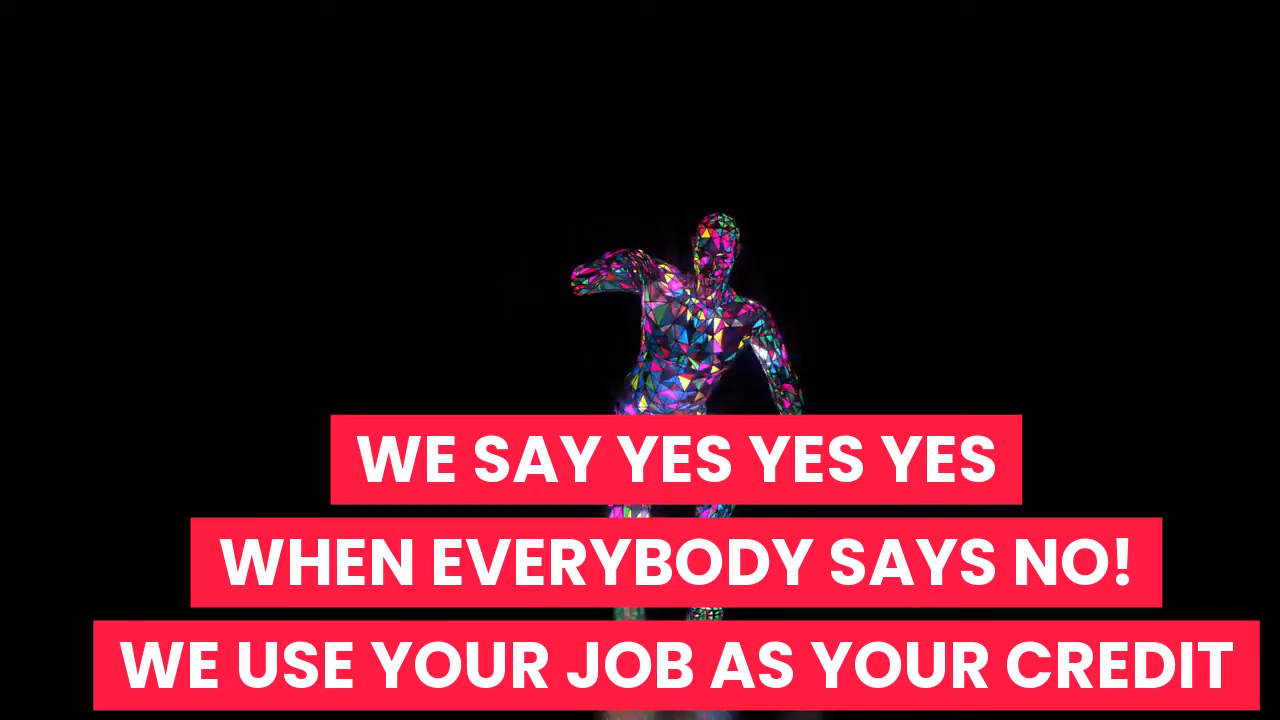 WE SAY YES YES YES
WHEN EVERYBODY SAYS NO!
WE USE YOUR JOB AS YOUR CREDIT